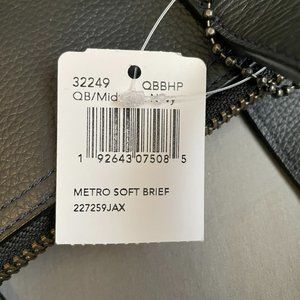 32249 QBBHP
QB/Mid
1 92643 07508 5
METRO SOFT BRIEF
227259JAX